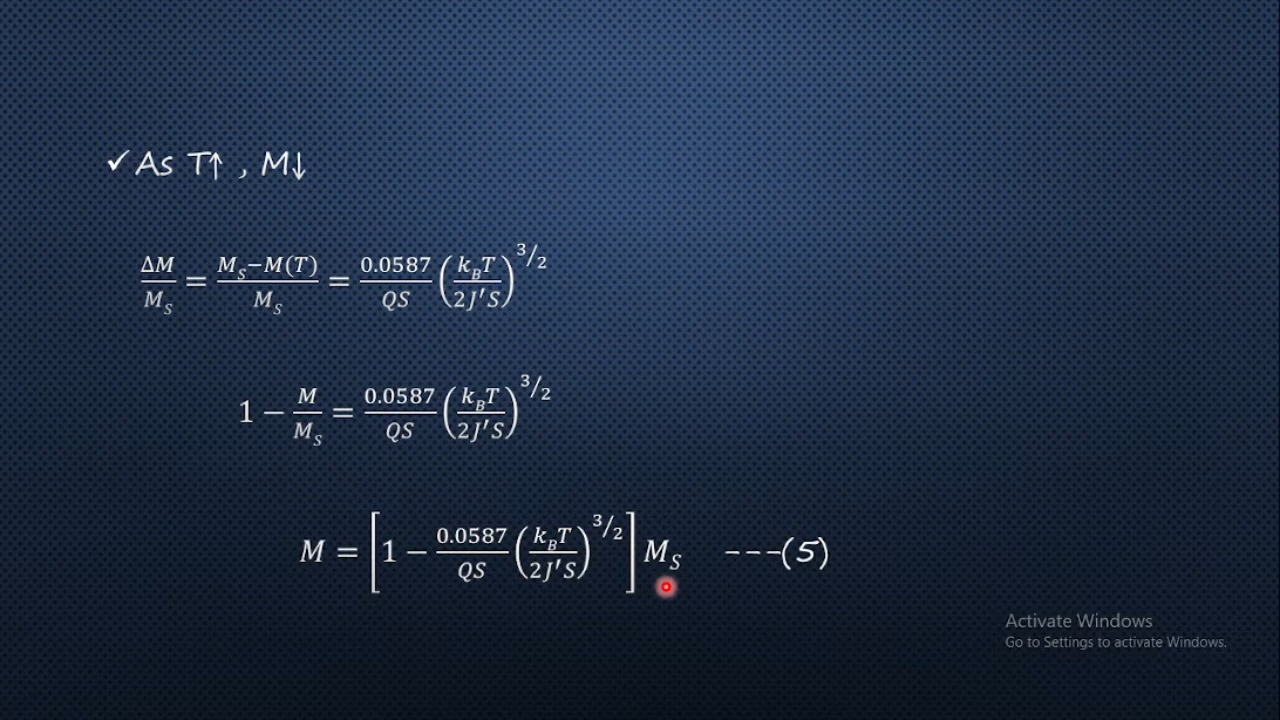 ✓ As T↑ , M↓
ΔM/M_S = (M_S−M(T))/M_S = 0.0587/QS (k_B T/2J′S)^3/2
1 − M/M_S = 0.0587/QS (k_B T/2J′S)^3/2
M = [1 − 0.0587/QS (k_B T/2J′S)^3/2] M_S ---(5)
Activate Windows
Go to Settings to activate Windows.